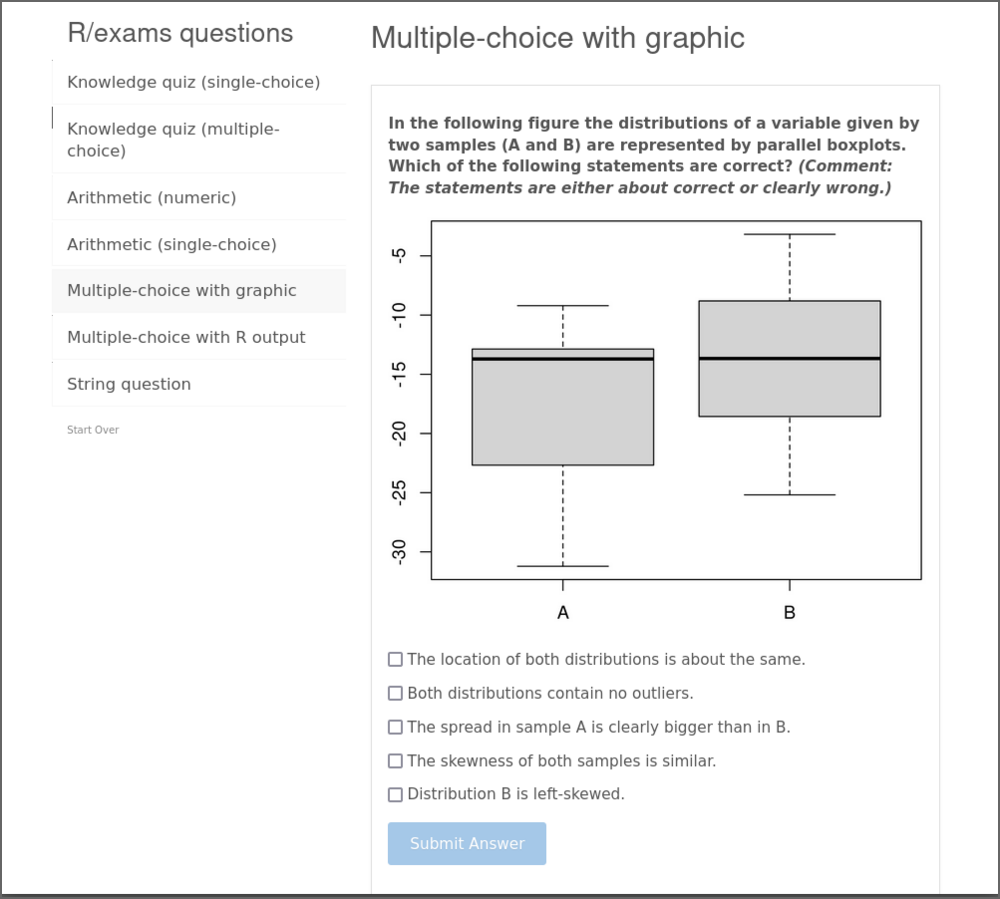 R/exams questions
Knowledge quiz (single-choice)
Knowledge quiz (multiple-
choice)
Arithmetic (numeric)
Arithmetic (single-choice)
Multiple-choice with graphic
Multiple-choice with R output
String question
Start Over
Multiple-choice with graphic
In the following figure the distributions of a variable given by
two samples (A and B) are represented by parallel boxplots.
Which of the following statements are correct? (Comment:
The statements are either about correct or clearly wrong.)
-5
-10
-15
-20
-25
-30
A
B
The location of both distributions is about the same.
Both distributions contain no outliers.
The spread in sample A is clearly bigger than in B.
The skewness of both samples is similar.
Distribution B is left-skewed.
Submit Answer